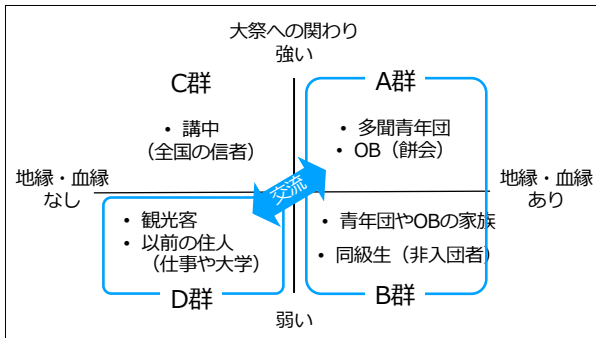 大祭への関わり
強い
C群
A群
• 講中
（全国の信者）
• 多聞青年団
• OB（餅会）
地縁・血縁
なし
交流
地縁・血縁
あり
• 観光客
• 以前の住人
（仕事や大学）
• 青年団やOBの家族
• 同級生（非入団者）
D群
B群
弱い